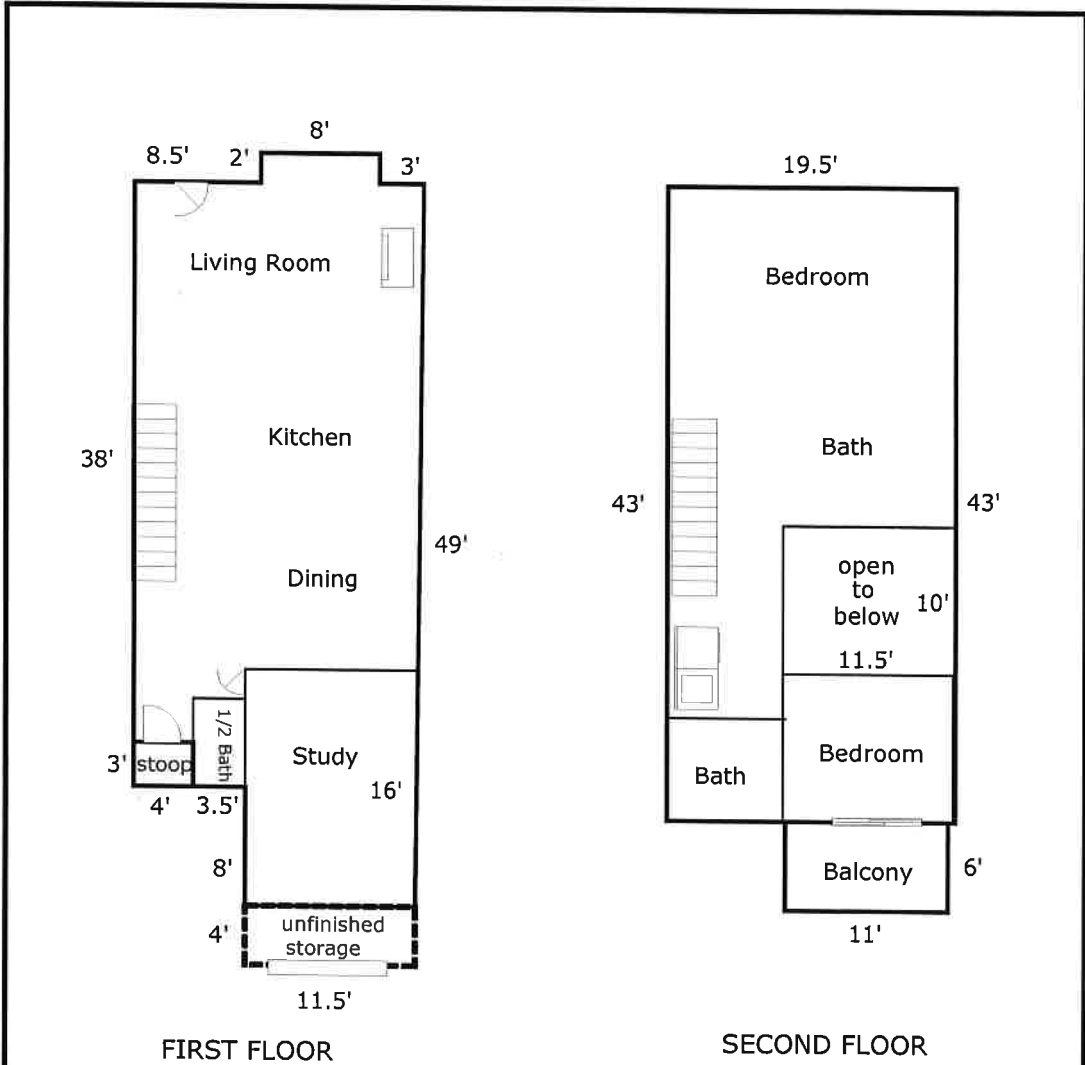 8'
8.5'
2'
3'
Living Room
Kitchen
38'
49'
Dining
1/2 Bath
Study
3'
stoop
16'
4'
3.5'
8'
4'
unfinished
storage
11.5'
FIRST FLOOR
19.5'
Bedroom
Bath
43'
43'
open
to
below
10'
11.5'
Bedroom
Bath
Balcony
6'
11'
SECOND FLOOR